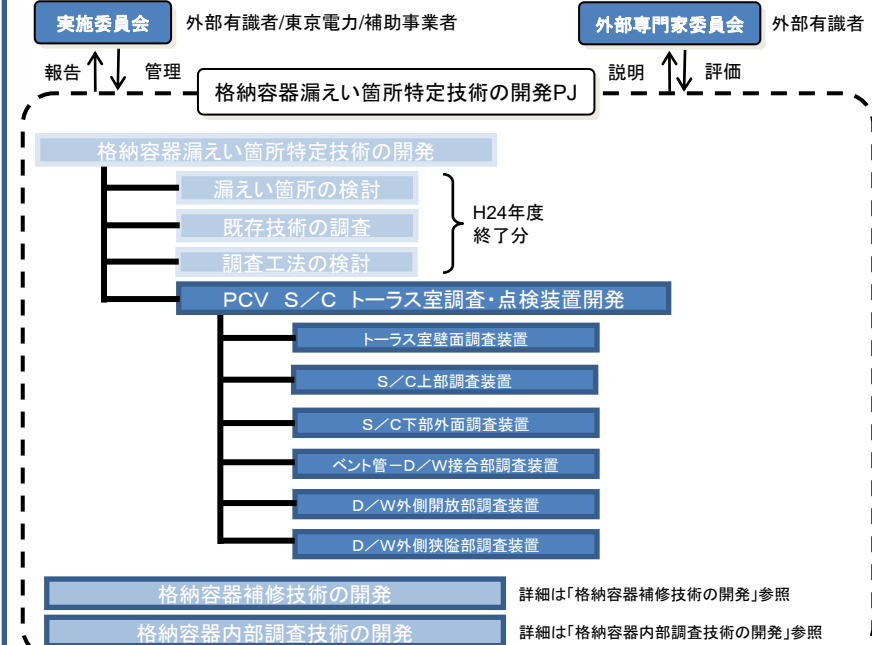 実施委員会 外部有識者/東京電力/補助事業者
外部専門家委員会 外部有識者
報告 管理
説明 評価
格納容器漏えい箇所特定技術の開発PJ
格納容器漏えい箇所特定技術の開発
漏えい箇所の検討
既存技術の調査
調査工法の検討
H24年度
終了分
PCV S／C トーラス室調査・点検装置開発
トーラス室壁面調査装置
S／C上部調査装置
S／C下部外面調査装置
ベント管－D／W接合部調査装置
D／W外側開放部調査装置
D／W外側狭隘部調査装置
格納容器補修技術の開発 詳細は「格納容器補修技術の開発」参照
格納容器内部調査技術の開発 詳細は「格納容器内部調査技術の開発」参照